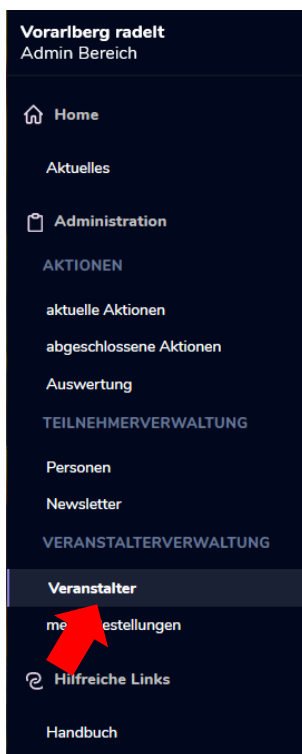 Vorarlberg radelt
Admin Bereich
Home
Aktuelles
Administration
AKTIONEN
aktuelle Aktionen
abgeschlossene Aktionen
Auswertung
TEILNEHMERVERWALTUNG
Personen
Newsletter
VERANSTALTERVERWALTUNG
Veranstalter
Hilfreiche Links
Handbuch